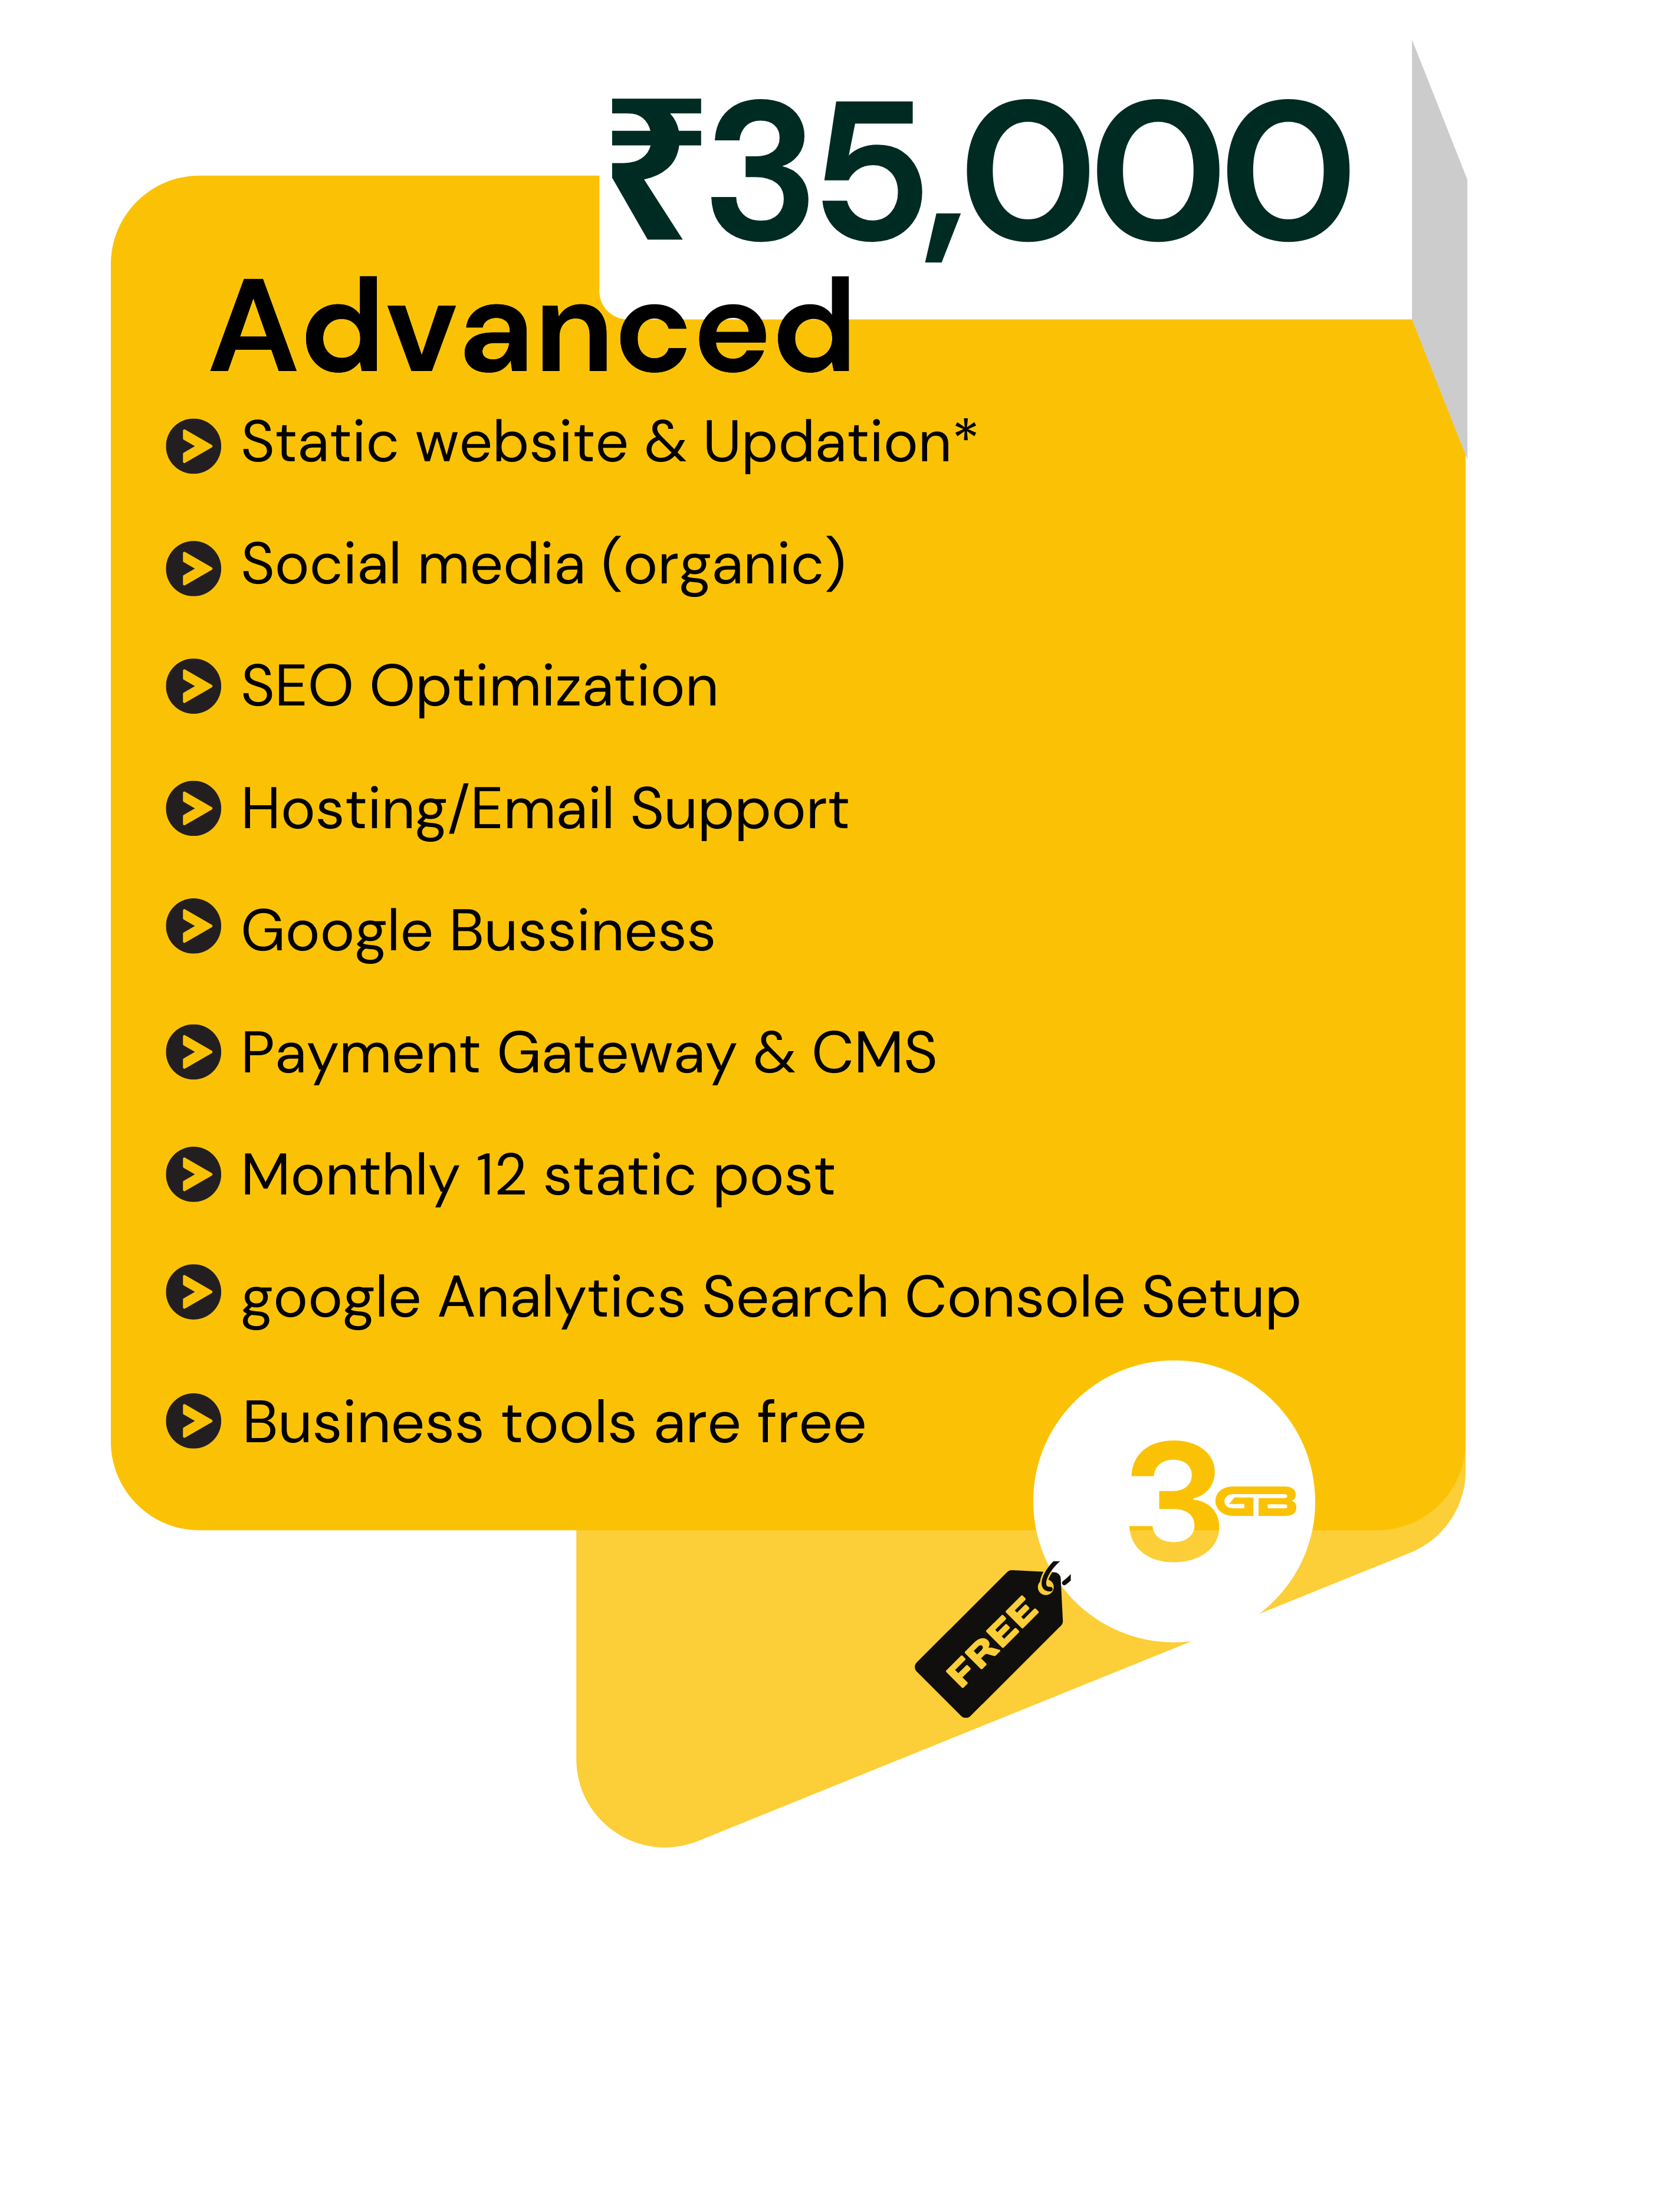 ₹35,000
Advanced
Static website & Updation*
Social media (organic)
SEO Optimization
Hosting/Email Support
Google Bussiness
Payment Gateway & CMS
Monthly 12 static post
google Analytics Search Console Setup
Business tools are free
3GB
FREE